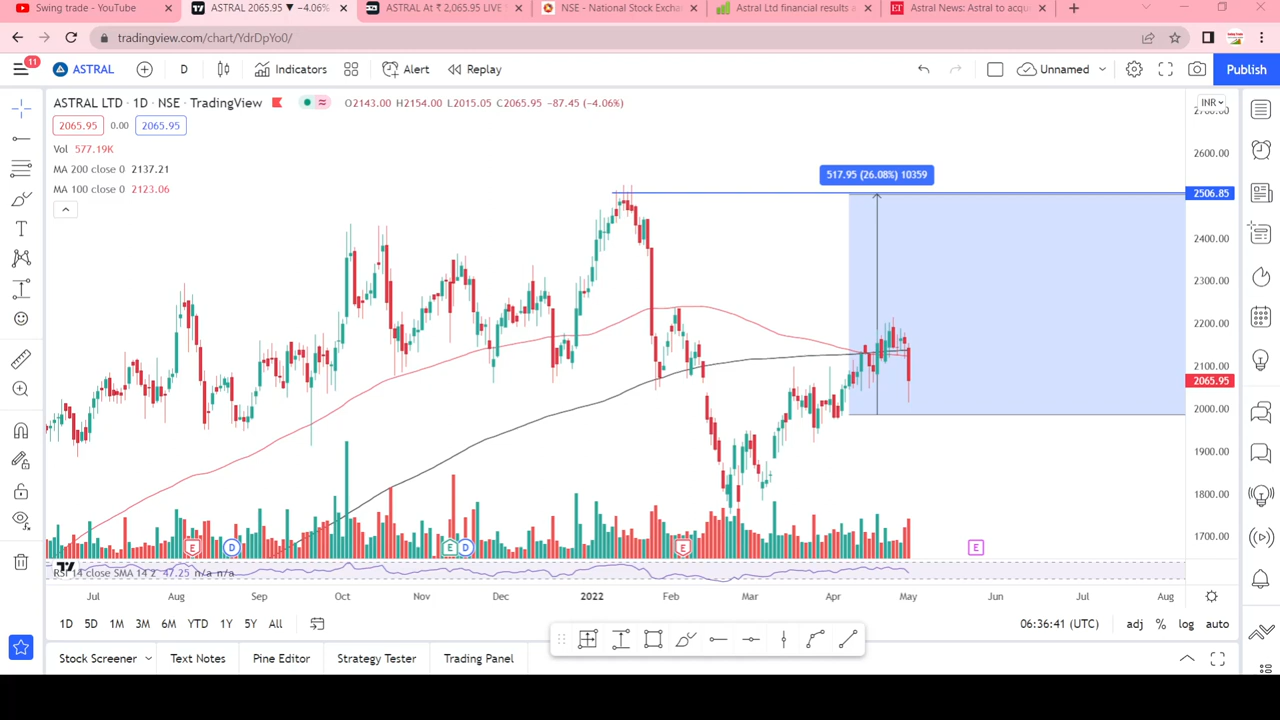 Swing trade - YouTube
ASTRAL 2065.95 ▼ −4.06%
ASTRAL At ₹ 2,065.95 LIVE
NSE - National Stock Exchan
Astral Ltd financial results a
Astral News: Astral to acqu
tradingview.com/chart/YdrDpYo0/
11
ASTRAL
D
Indicators
Alert
Replay
Unnamed
Publish
ASTRAL LTD · 1D · NSE · TradingView
O2143.00 H2154.00 L2015.05 C2065.95 −87.45 (−4.06%)
INR
2065.95
0.00
2065.95
Vol 577.19K
MA 200 close 0 2137.21
MA 100 close 0 2123.06
517.95 (26.08%) 10359
2600.00
2506.85
2400.00
2300.00
2200.00
2100.00
2065.95
2000.00
1900.00
1800.00
1700.00
E
D
E
D
E
E
RSI 14 close SMA 14 2 47.25 n/a n/a
Jul
Aug
Sep
Oct
Nov
Dec
2022
Feb
Mar
Apr
May
Jun
Jul
Aug
1D
5D
1M
3M
6M
YTD
1Y
5Y
All
06:36:41 (UTC)
adj
%
log
auto
Stock Screener
Text Notes
Pine Editor
Strategy Tester
Trading Panel